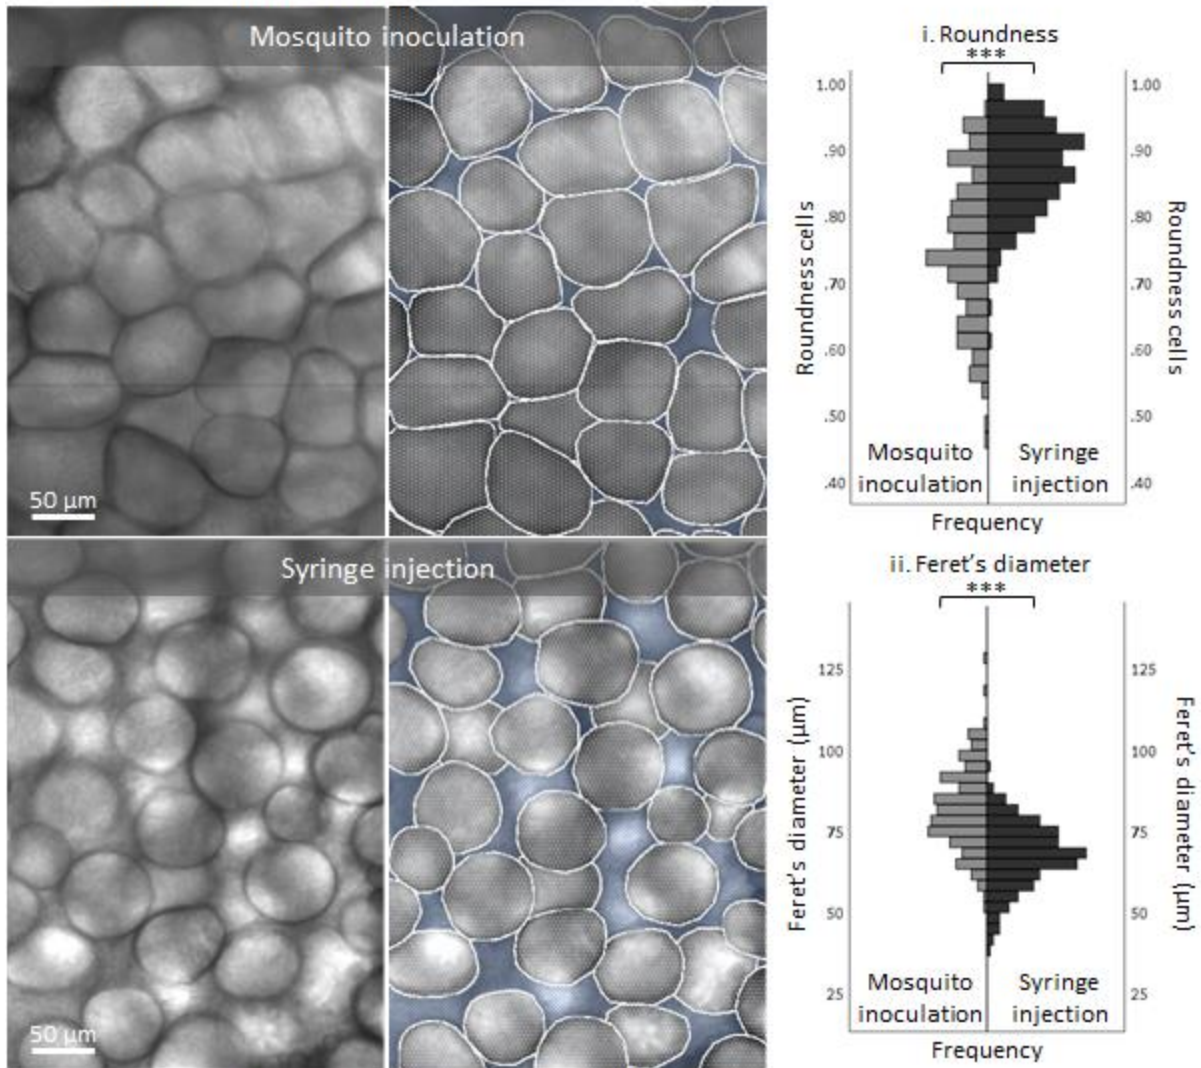 Mosquito inoculation
50 µm
Syringe injection
50 µm
i. Roundness
***
1.00
.90
.80
.70
.60
.50
.40
Roundness cells
1.00
.90
.80
.70
.60
.50
.40
Roundness cells
Mosquito inoculation
Syringe injection
Frequency
ii. Feret's diameter
***
125
100
75
50
25
Feret's diameter (µm)
125
100
75
50
25
Feret's diameter (µm)
Mosquito inoculation
Syringe injection
Frequency